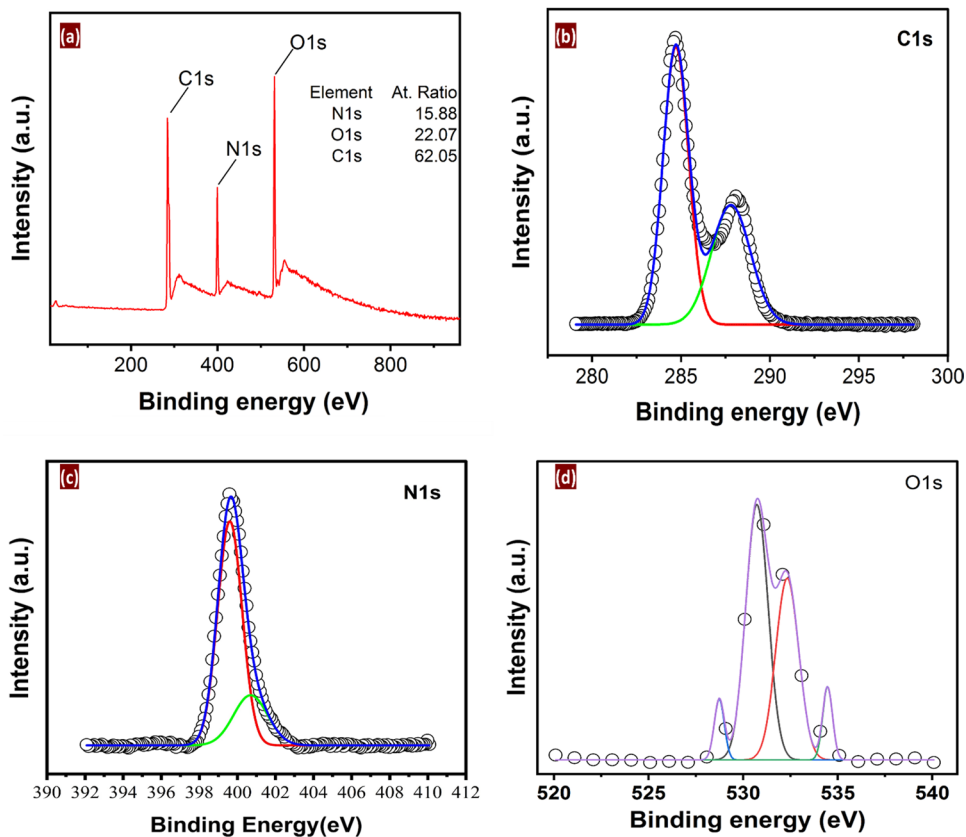 (a)
C1s
N1s
O1s
Element At. Ratio
N1s 15.88
O1s 22.07
C1s 62.05
Intensity (a.u.)
200 400 600 800
Binding energy (eV)
(b)
C1s
Intensity (a.u.)
280 285 290 295 300
Binding energy (eV)
(c)
N1s
Intensity (a.u.)
390 392 394 396 398 400 402 404 406 408 410 412
Binding Energy(eV)
(d)
O1s
Intensity (a.u.)
520 525 530 535 540
Binding energy (eV)